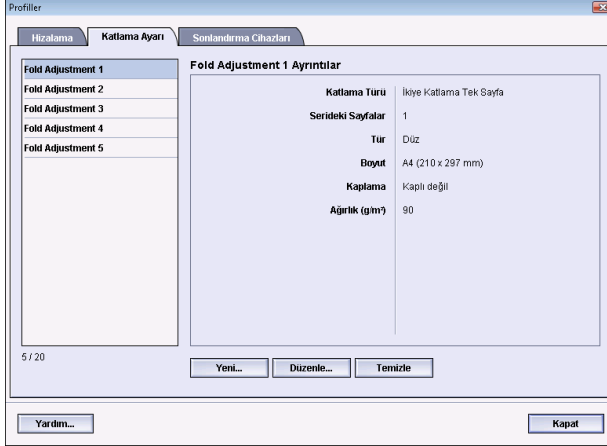 Profiller
Hizalama
Katlama Ayarı
Sonlandırma Cihazları
Fold Adjustment 1
Fold Adjustment 2
Fold Adjustment 3
Fold Adjustment 4
Fold Adjustment 5
5 / 20
Fold Adjustment 1 Ayrıntılar
Katlama Türü İkiye Katlama Tek Sayfa
Serideki Sayfalar 1
Tür Düz
Boyut A4 (210 x 297 mm)
Kaplama Kaplı değil
Ağırlık (g/m²) 90
Yeni...
Düzenle...
Temizle
Yardım...
Kapat